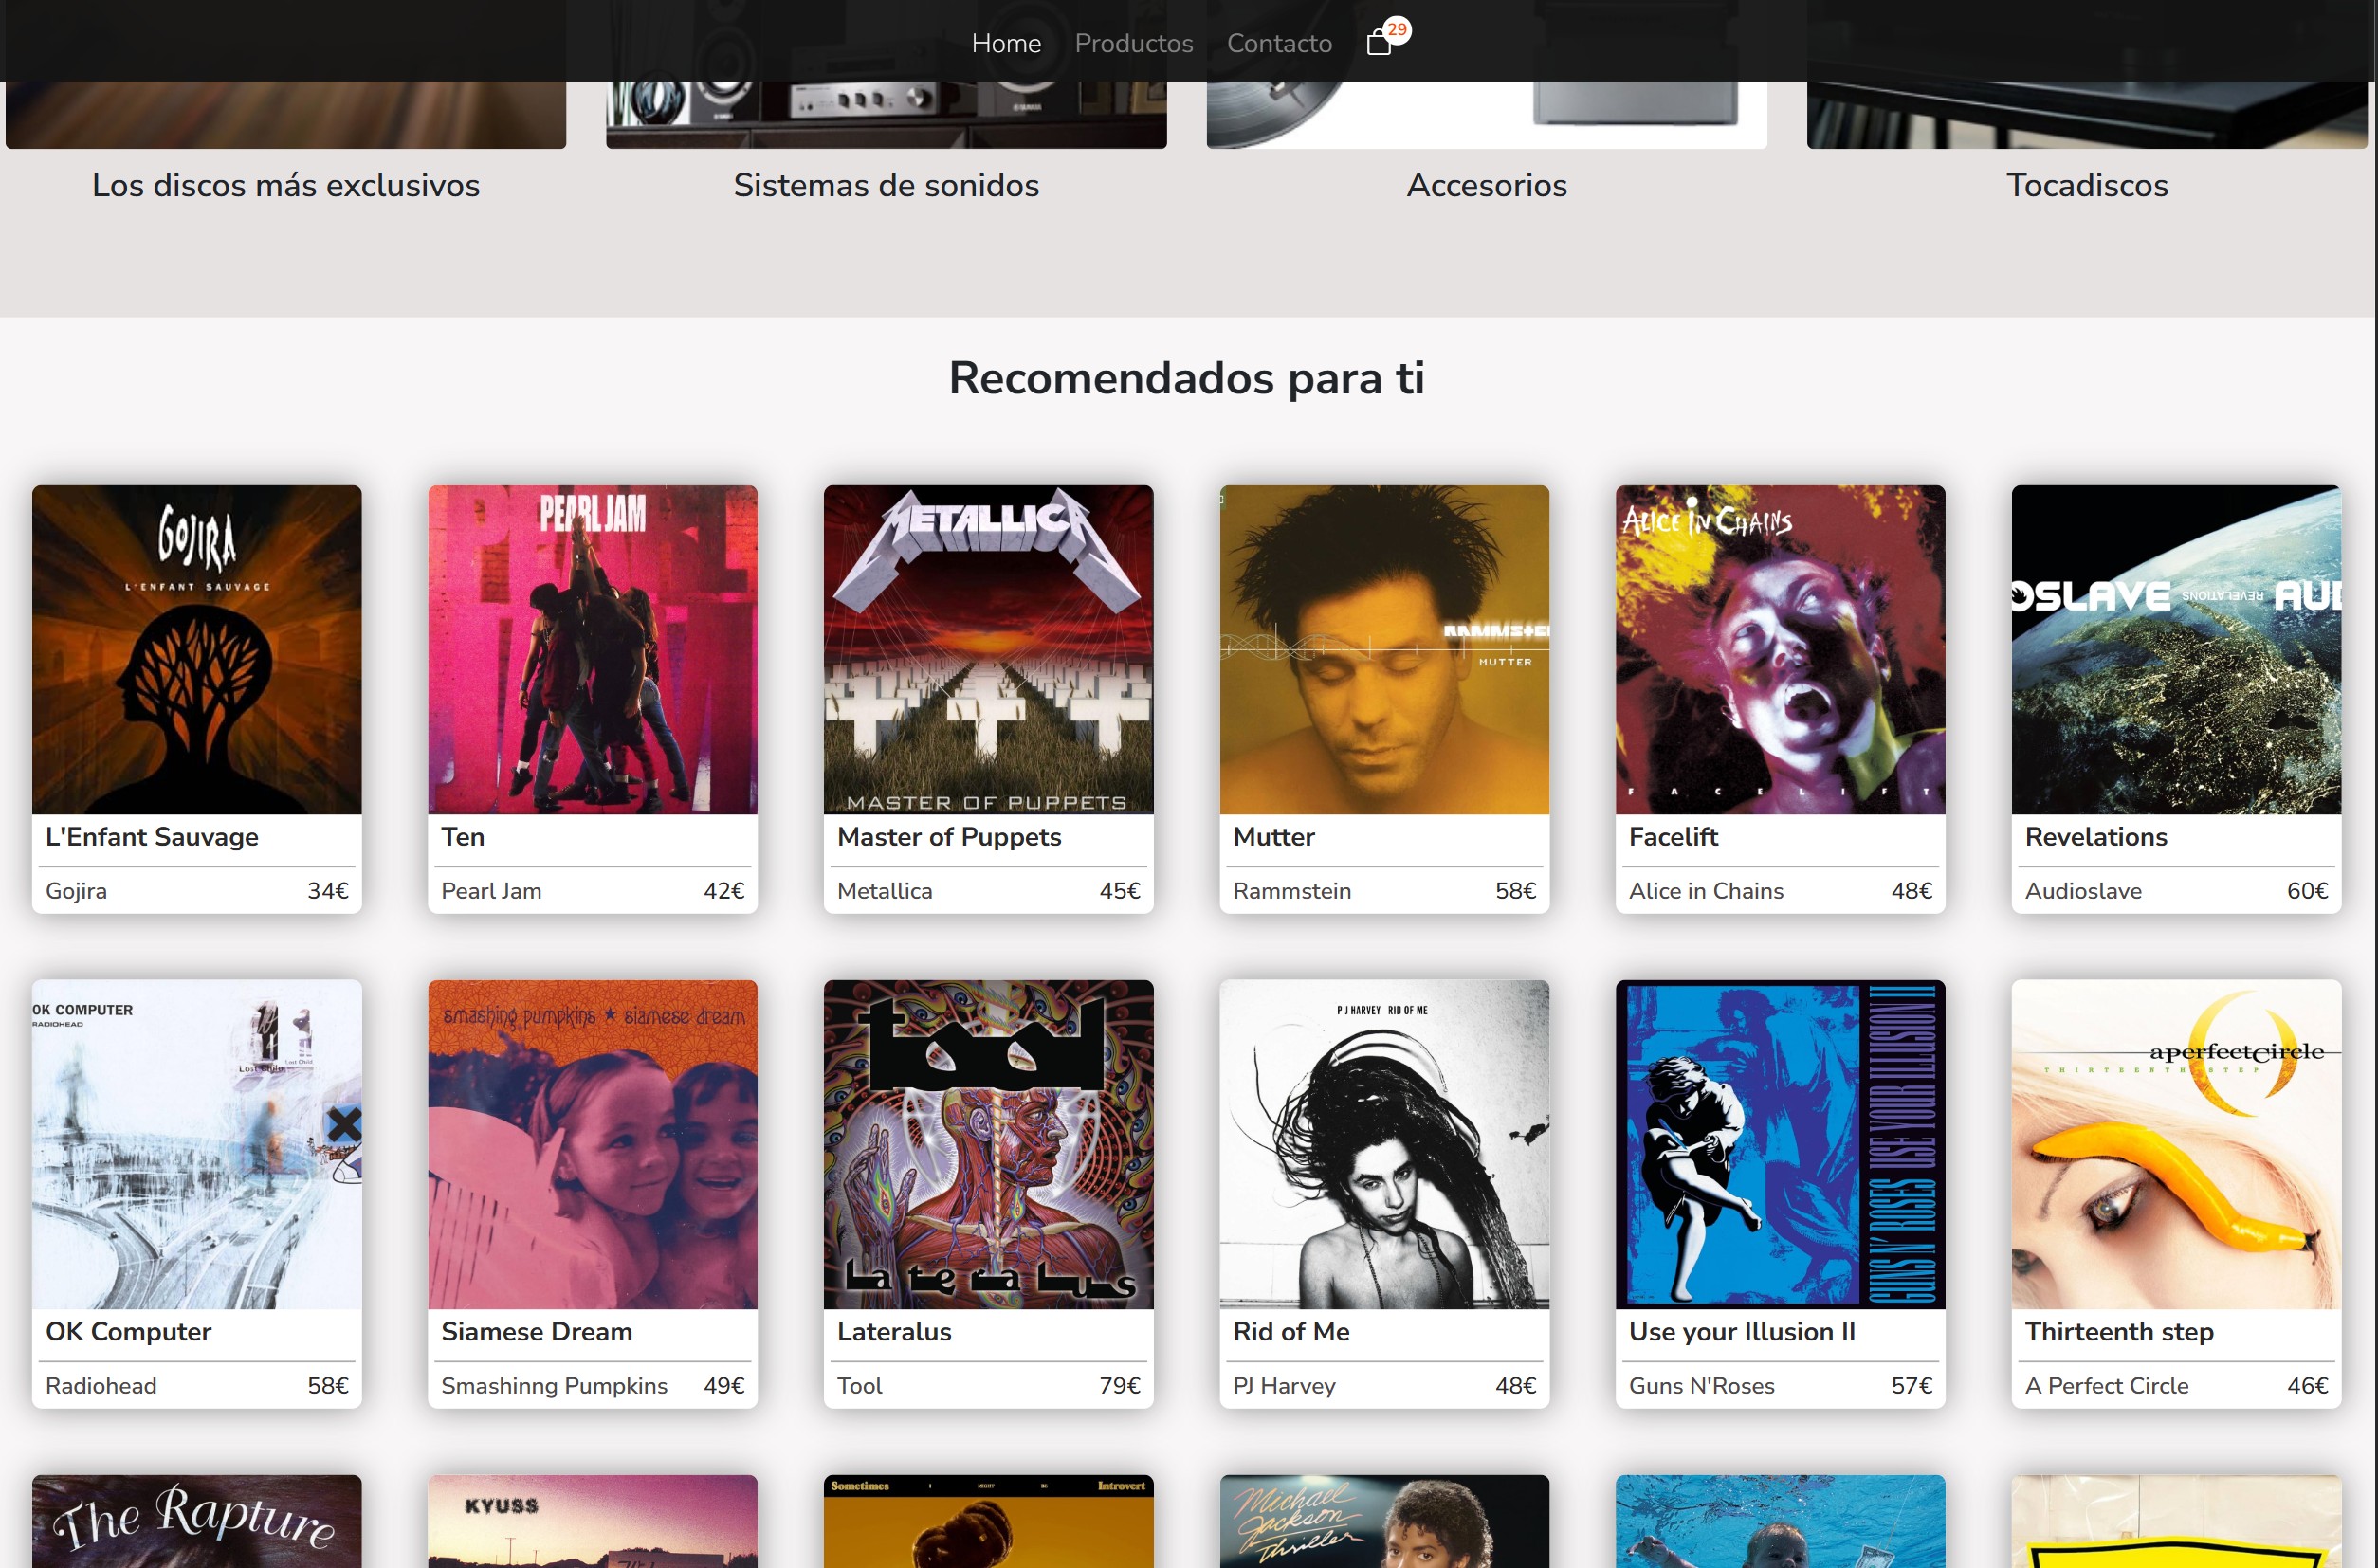 Home Productos Contacto 29
Los discos más exclusivos
Sistemas de sonidos
Accesorios
Tocadiscos
Recomendados para ti
GOJIRA
L'ENFANT SAUVAGE
PEARL JAM
METALLICA
MASTER OF PUPPETS
RAMMSTEI
MUTTER
ALICE iN CHAINS
FACELIFT
OSLAVE REVELATIONS AUD
L'Enfant Sauvage
Gojira 34€
Ten
Pearl Jam 42€
Master of Puppets
Metallica 45€
Mutter
Rammstein 58€
Facelift
Alice in Chains 48€
Revelations
Audioslave 60€
OK COMPUTER
RADIOHEAD
Lost Child
smashing pumpkins ★ siamese dream
tool
lateralus
P J HARVEY RID OF ME
GUNS N' ROSES USE YOUR ILLUSION II
aperfectcircle
THIRTEENTH STEP
OK Computer
Radiohead 58€
Siamese Dream
Smashinng Pumpkins 49€
Lateralus
Tool 79€
Rid of Me
PJ Harvey 48€
Use your Illusion II
Guns N'Roses 57€
Thirteenth step
A Perfect Circle 46€
The Rapture
KYUSS
Sometimes I MIGHT BE Introvert
Michael
Jackson
Thriller